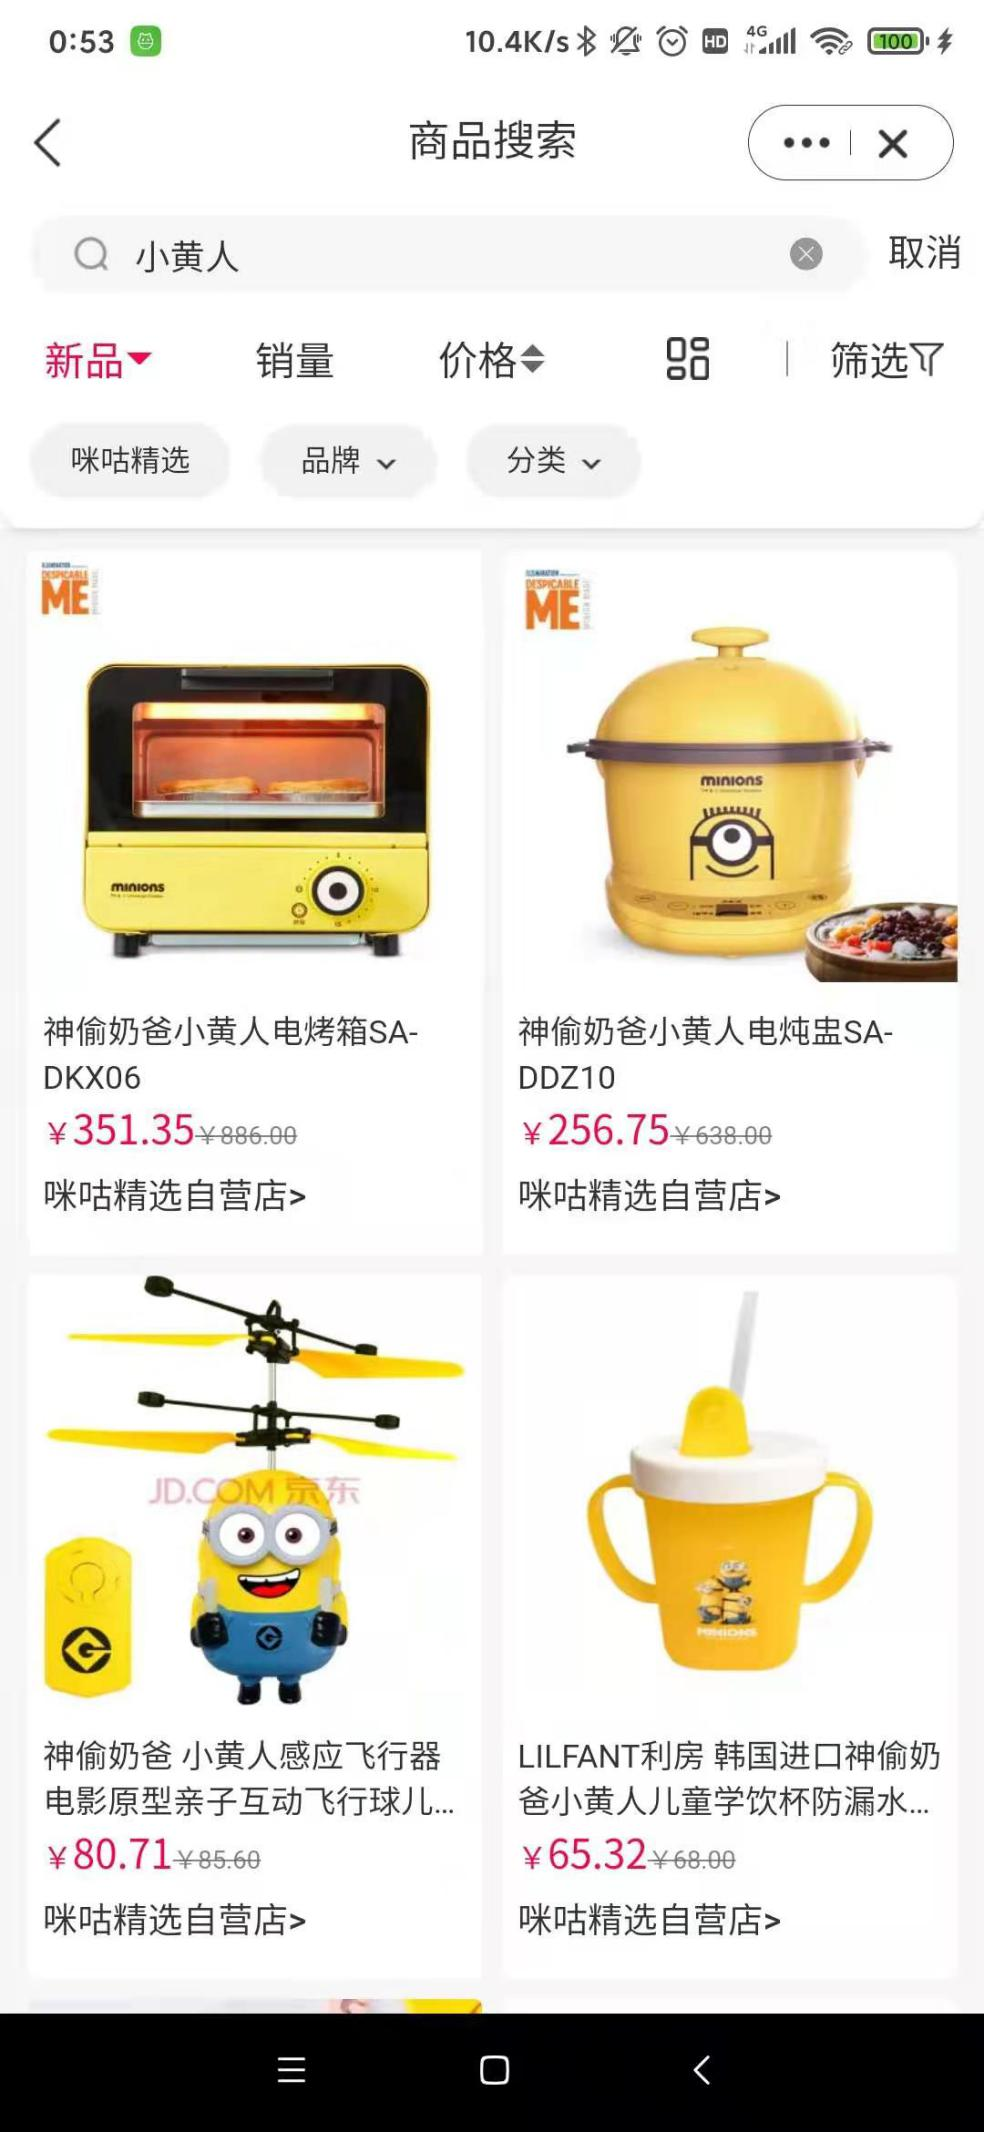 0:53
10.4K/s
HD
4G
100
商品搜索
小黄人
取消
新品
销量
价格
筛选
咪咕精选
品牌
分类
DESPICABLE
ME
DESPICABLE
ME
minions
minions
神偷奶爸小黄人电烤箱SA-
DKX06
¥351.35 ¥886.00
咪咕精选自营店>
神偷奶爸小黄人电炖盅SA-
DDZ10
¥256.75 ¥638.00
咪咕精选自营店>
JD.COM 京东
MINIONS
神偷奶爸 小黄人感应飞行器
电影原型亲子互动飞行球儿...
¥80.71 ¥85.60
咪咕精选自营店>
LILFANT利房 韩国进口神偷奶
爸小黄人儿童学饮杯防漏水...
¥65.32 ¥68.00
咪咕精选自营店>